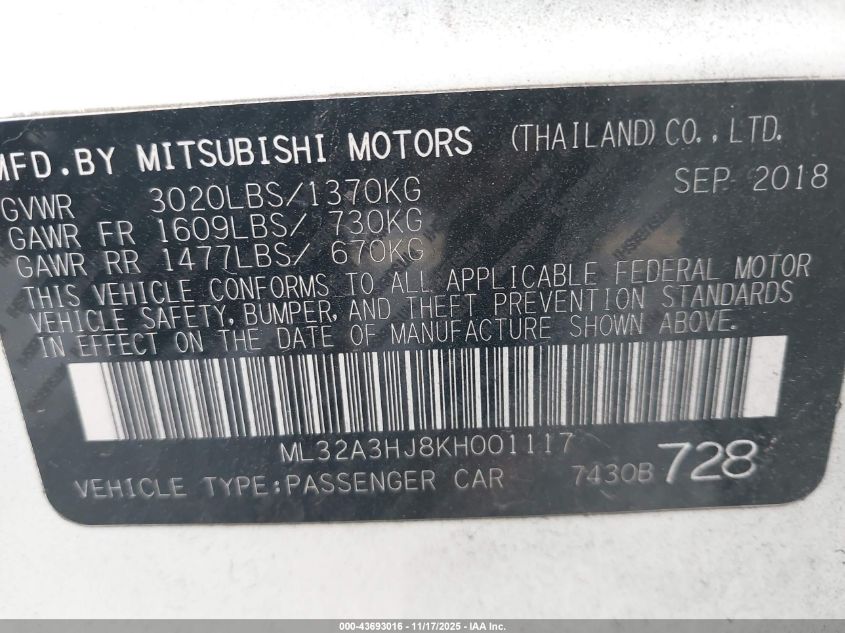 MFD.BY MITSUBISHI MOTORS (THAILAND) CO., LTD.
GVWR 3020LBS/1370KG SEP 2018
GAWR FR 1609LBS/ 730KG
GAWR RR 1477LBS/ 670KG
THIS VEHICLE CONFORMS TO ALL APPLICABLE FEDERAL MOTOR
VEHICLE SAFETY, BUMPER, AND THEFT PREVENTION STANDARDS
IN EFFECT ON THE DATE OF MANUFACTURE SHOWN ABOVE.
ML32A3HJ8KH001117
VEHICLE TYPE:PASSENGER CAR 7430B 728
000-43693016 - 11/17/2025 - IAA Inc.